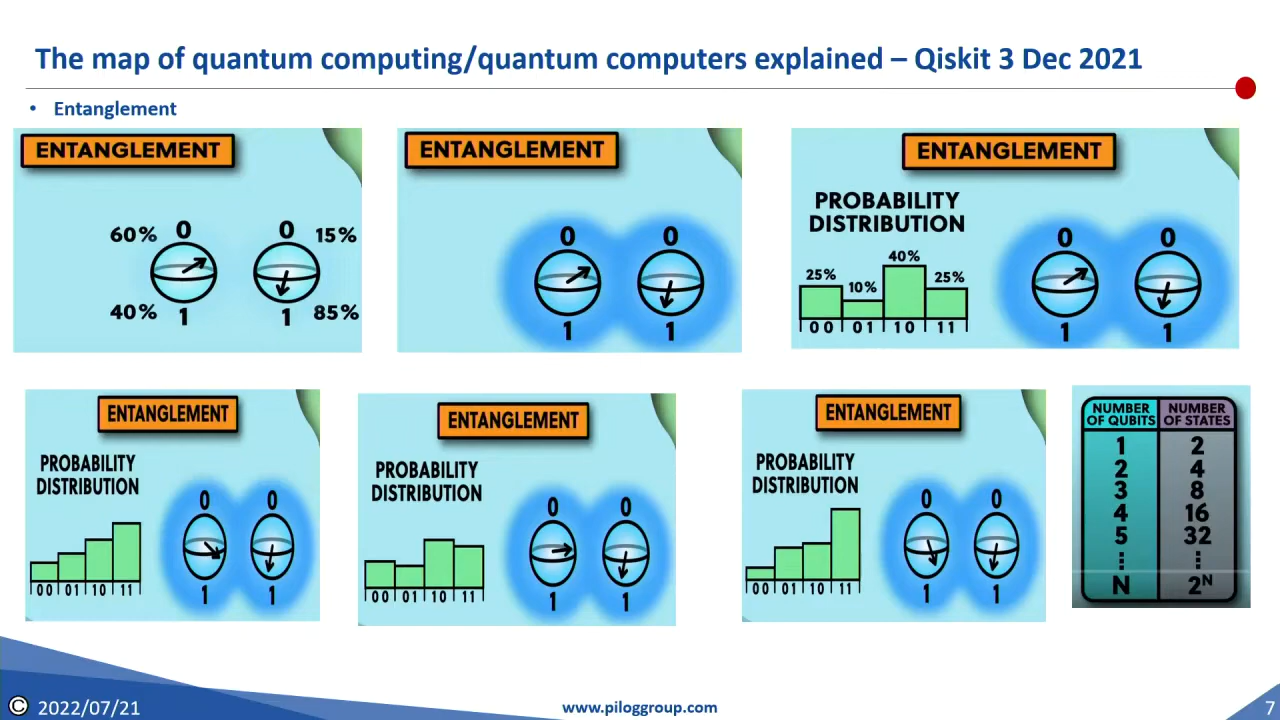 The map of quantum computing/quantum computers explained – Qiskit 3 Dec 2021
• Entanglement
ENTANGLEMENT
60% 0 0 15%
40% 1 1 85%
ENTANGLEMENT
0 0
1 1
ENTANGLEMENT
PROBABILITY
DISTRIBUTION
25% 10% 40% 25%
00 01 10 11
0 0
1 1
ENTANGLEMENT
PROBABILITY
DISTRIBUTION
00 01 10 11
0 0
1 1
ENTANGLEMENT
PROBABILITY
DISTRIBUTION
00 01 10 11
0 0
1 1
ENTANGLEMENT
PROBABILITY
DISTRIBUTION
00 01 10 11
0 0
1 1
NUMBER NUMBER
OF QUBITS OF STATES
1 2
2 4
3 8
4 16
5 32
⋮ ⋮
N 2ᴺ
© 2022/07/21
www.piloggroup.com
7